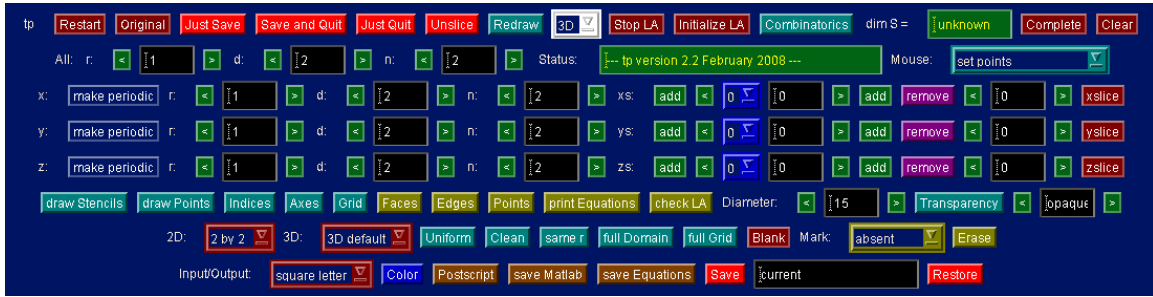 tp Restart Original Just Save Save and Quit Just Quit Unslice Redraw 3D Stop LA Initialize LA Combinatorics dim S = unknown Complete Clear
All: r: < 1 > d: < 2 > n: < 2 > Status: --- tp version 2.2 February 2008 --- Mouse: set points
x: make periodic r: < 1 > d: < 2 > n: < 2 > xs: add < 0 0 > add remove < 0 > xslice
y: make periodic r: < 1 > d: < 2 > n: < 2 > ys: add < 0 0 > add remove < 0 > yslice
z: make periodic r: < 1 > d: < 2 > n: < 2 > zs: add < 0 0 > add remove < 0 > zslice
draw Stencils draw Points Indices Axes Grid Faces Edges Points print Equations check LA Diameter: < 15 > Transparency < opaque >
2D: 2 by 2 3D: 3D default Uniform Clean same r full Domain full Grid Blank Mark: absent Erase
Input/Output: square letter Color Postscript save Matlab save Equations Save current Restore